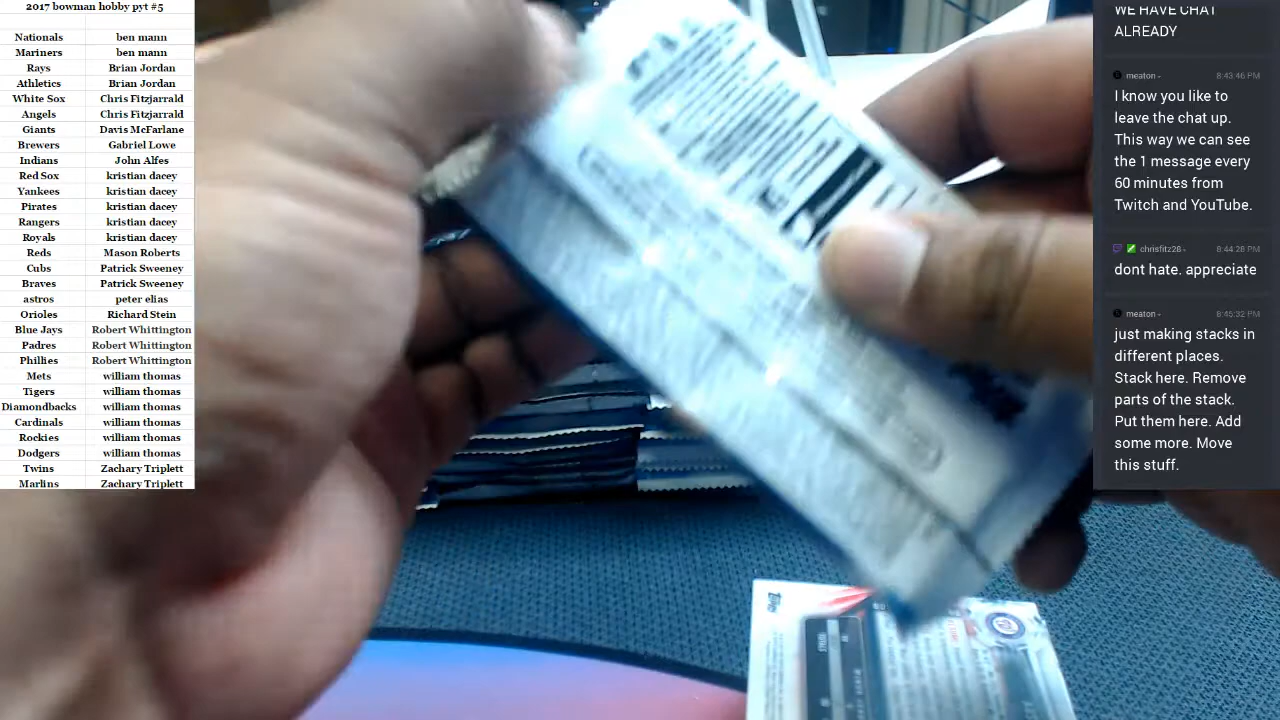 2017 bowman hobby pyt #5
Nationals ben mann
Mariners ben mann
Rays Brian Jordan
Athletics Brian Jordan
White Sox Chris Fitzjarrald
Angels Chris Fitzjarrald
Giants Davis McFarlane
Brewers Gabriel Lowe
Indians John Alfes
Red Sox kristian dacey
Yankees kristian dacey
Pirates kristian dacey
Rangers kristian dacey
Royals kristian dacey
Reds Mason Roberts
Cubs Patrick Sweeney
Braves Patrick Sweeney
astros peter elias
Orioles Richard Stein
Blue Jays Robert Whittington
Padres Robert Whittington
Phillies Robert Whittington
Mets william thomas
Tigers william thomas
Diamondbacks william thomas
Cardinals william thomas
Rockies william thomas
Dodgers william thomas
Twins Zachary Triplett
Marlins Zachary Triplett
WE HAVE CHAT
ALREADY
meaton 8:43:46 PM
I know you like to
leave the chat up.
This way we can see
the 1 message every
60 minutes from
Twitch and YouTube.
chrisfitz28 8:44:28 PM
dont hate. appreciate
meaton 8:45:32 PM
just making stacks in
different places.
Stack here. Remove
parts of the stack.
Put them here. Add
some more. Move
this stuff.